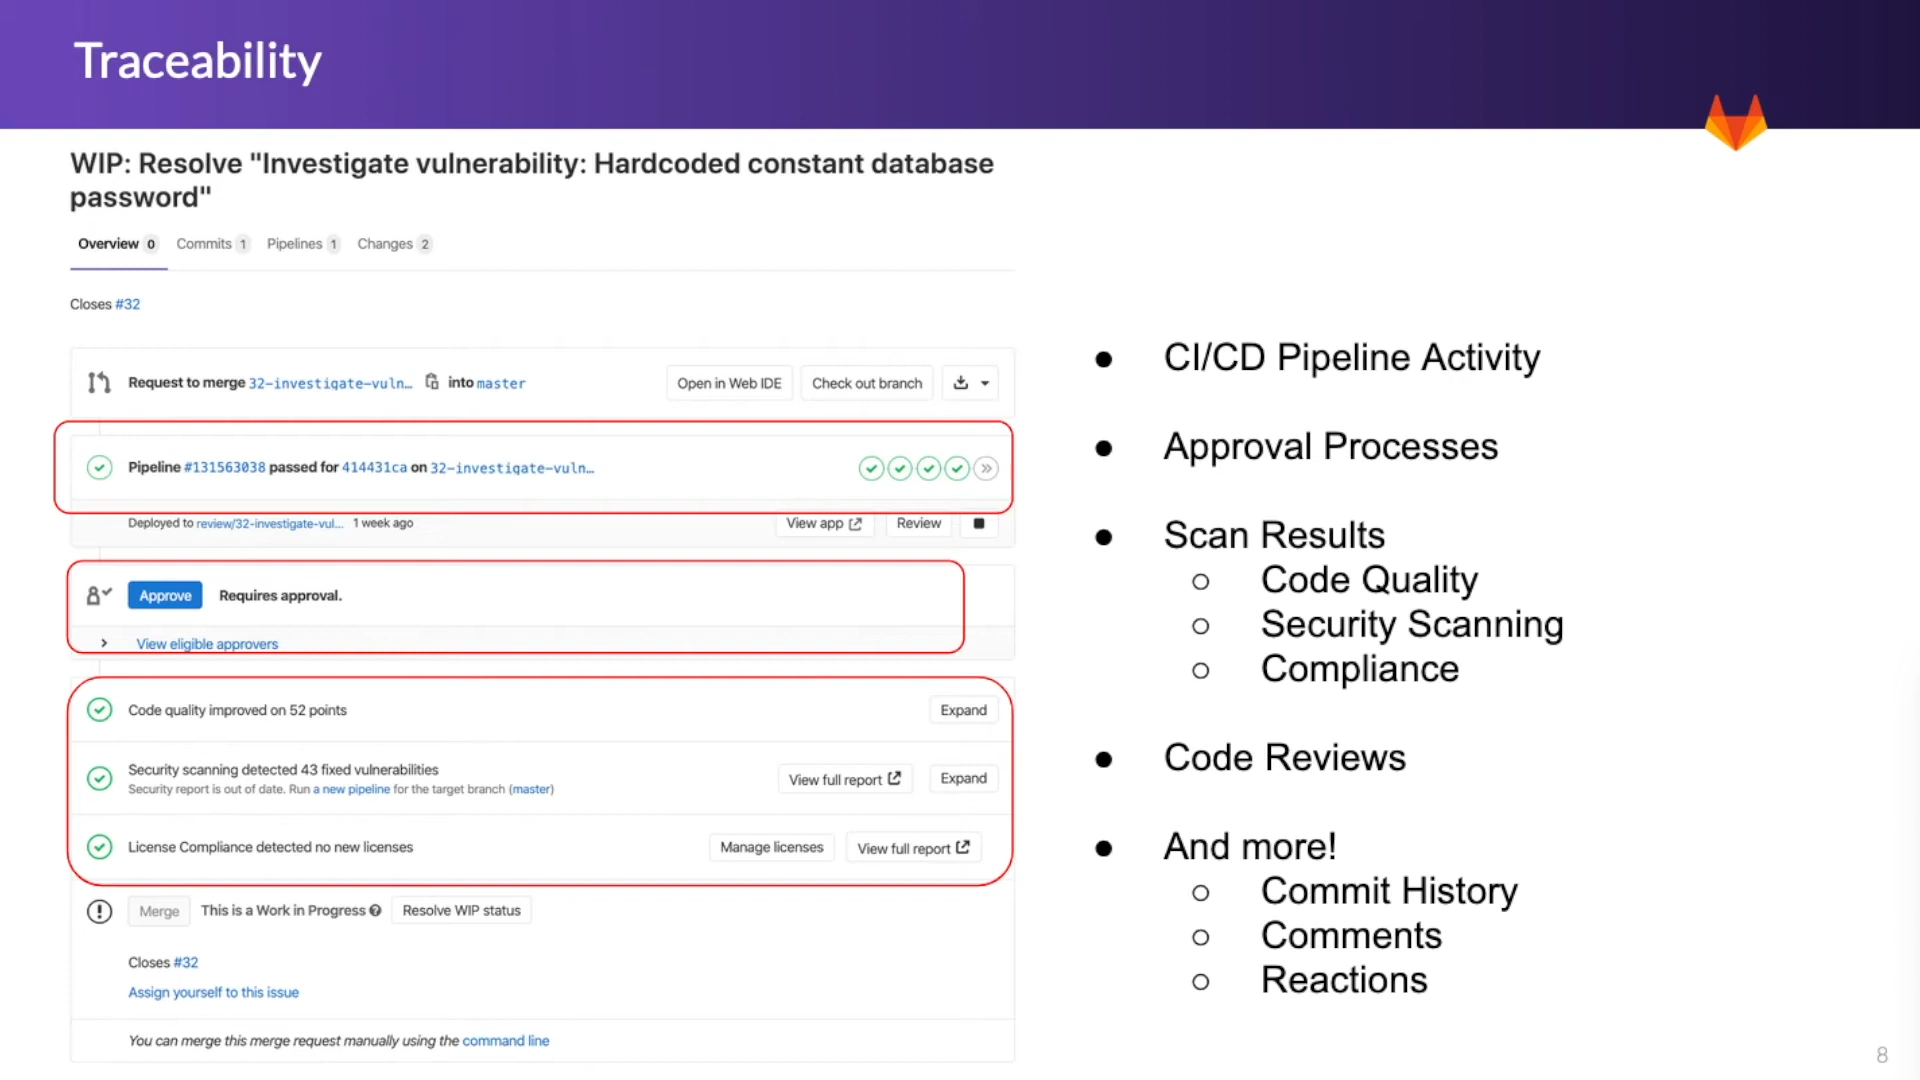 Traceability
WIP: Resolve "Investigate vulnerability: Hardcoded constant database
password"
Overview 0 Commits 1 Pipelines 1 Changes 2
Closes #32
Request to merge 32-investigate-vuln… into master Open in Web IDE Check out branch
Pipeline #131563038 passed for 414431ca on 32-investigate-vuln…
Deployed to review/32-investigate-vul... 1 week ago View app Review
Approve Requires approval.
View eligible approvers
Code quality improved on 52 points Expand
Security scanning detected 43 fixed vulnerabilities View full report Expand
Security report is out of date. Run a new pipeline for the target branch (master)
License Compliance detected no new licenses Manage licenses View full report
Merge This is a Work in Progress Resolve WIP status
Closes #32
Assign yourself to this issue
You can merge this merge request manually using the command line
● CI/CD Pipeline Activity
● Approval Processes
● Scan Results
○ Code Quality
○ Security Scanning
○ Compliance
● Code Reviews
● And more!
○ Commit History
○ Comments
○ Reactions
8